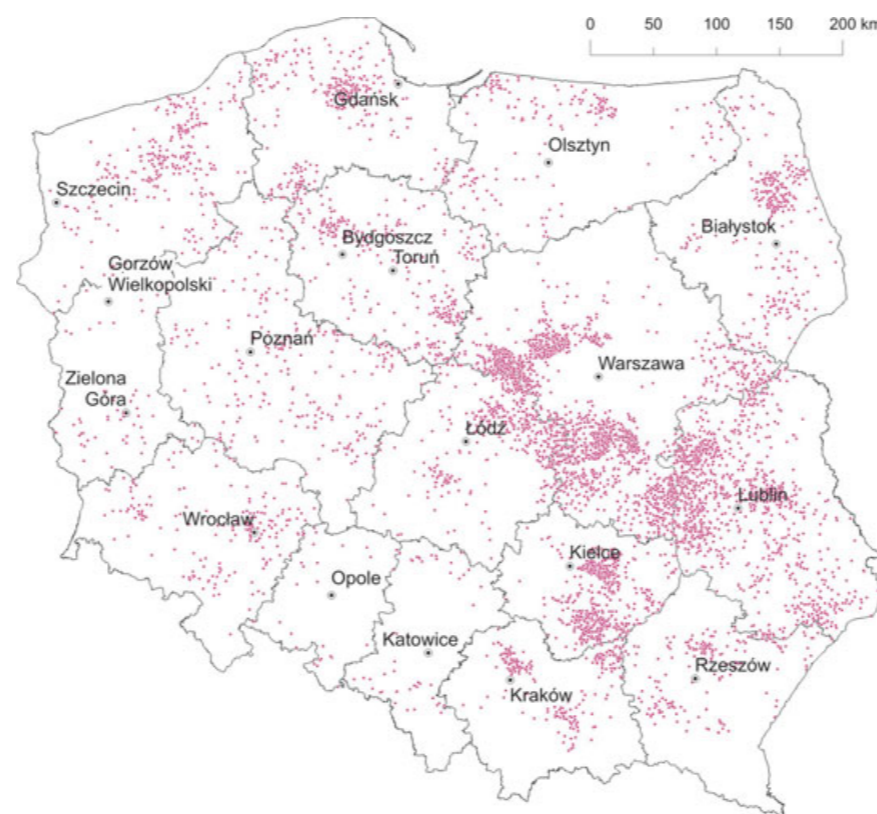 0 50 100 150 200 km
Gdańsk
Olsztyn
Szczecin
Białystok
Bydgoszcz
Toruń
Gorzów
Wielkopolski
Póznań
Warszawa
Zielona
Góra
Łódź
Lublin
Wrocław
Kielce
Opole
Katowice
Rzeszów
Kraków